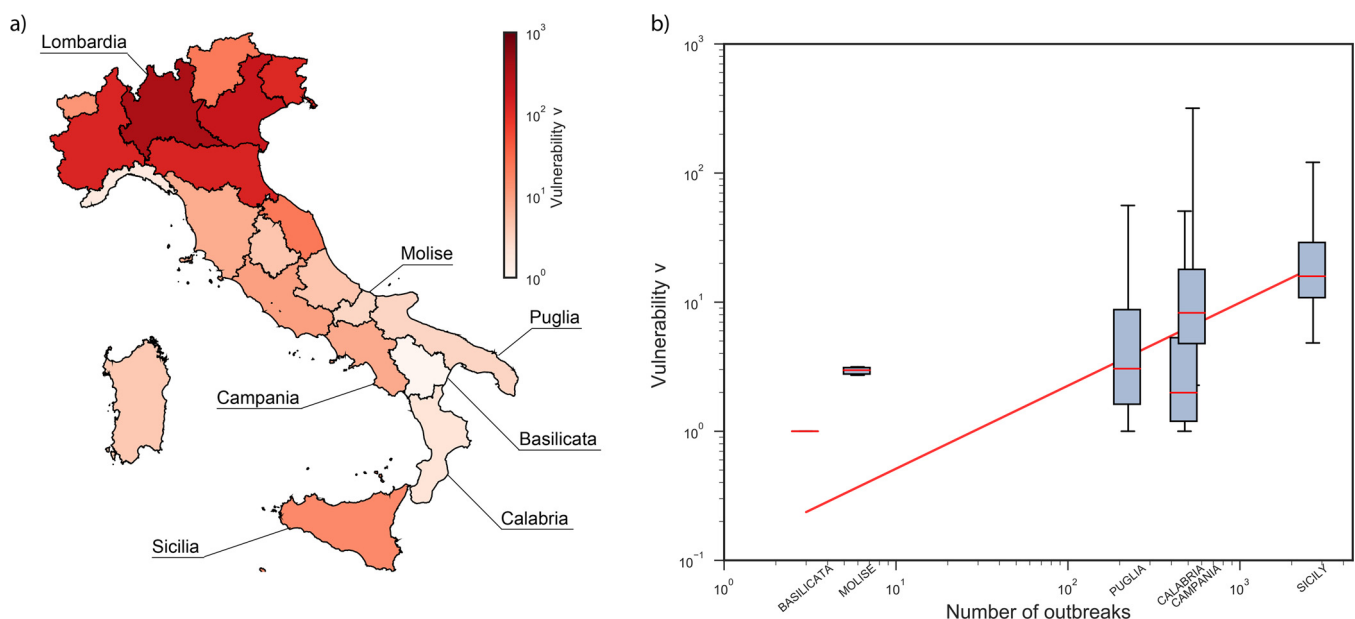 a)
Lombardia
Molise
Puglia
Campania
Basilicata
Calabria
Sicilia
10³
10²
10¹
10⁰
Vulnerability v
b)
10³
10²
10¹
10⁰
10⁻¹
Vulnerability v
10⁰
10¹
10²
10³
BASILICATA
MOLISE
PUGLIA
CALABRIA
CAMPANIA
SICILY
Number of outbreaks